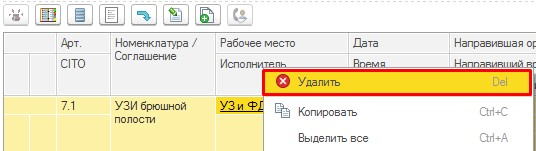 Арт. Номенклатура / Рабочее место Дата Направившая ор
Соглашение
CITO Исполнитель Время Направивший вр
Удалить Del
7.1 УЗИ брюшной УЗ и ФД
полости
Копировать Ctrl+C
Выделить все Ctrl+A